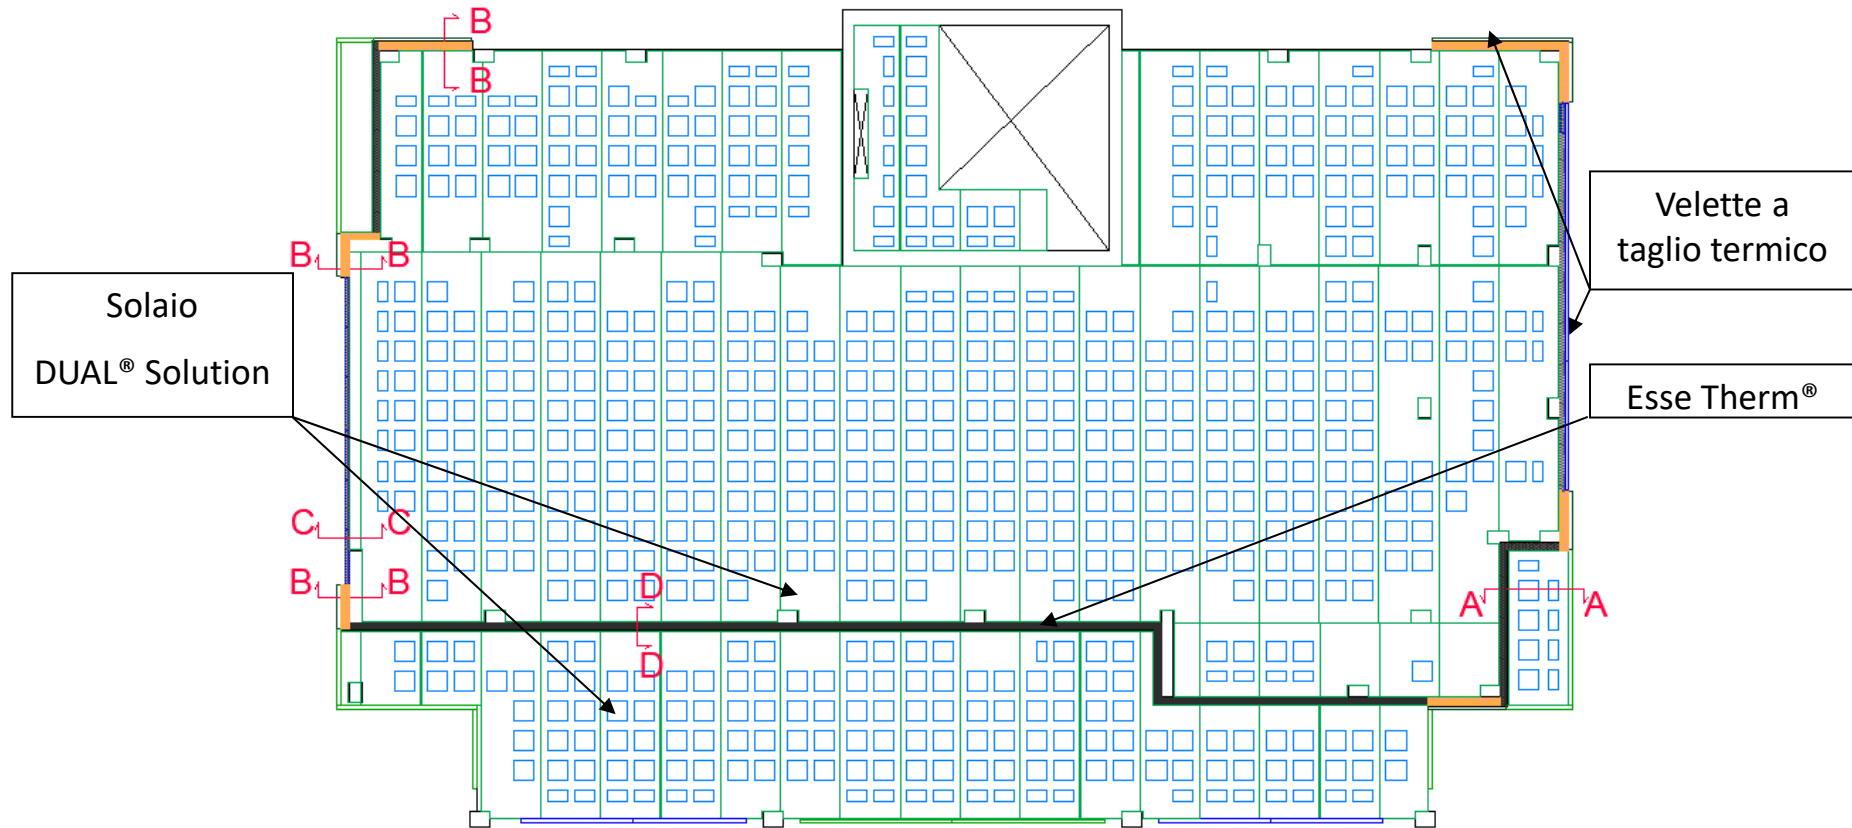 B
B
Velette a
taglio termico
B B
Solaio
DUAL® Solution
Esse Therm®
C C
B B
D
A A
D